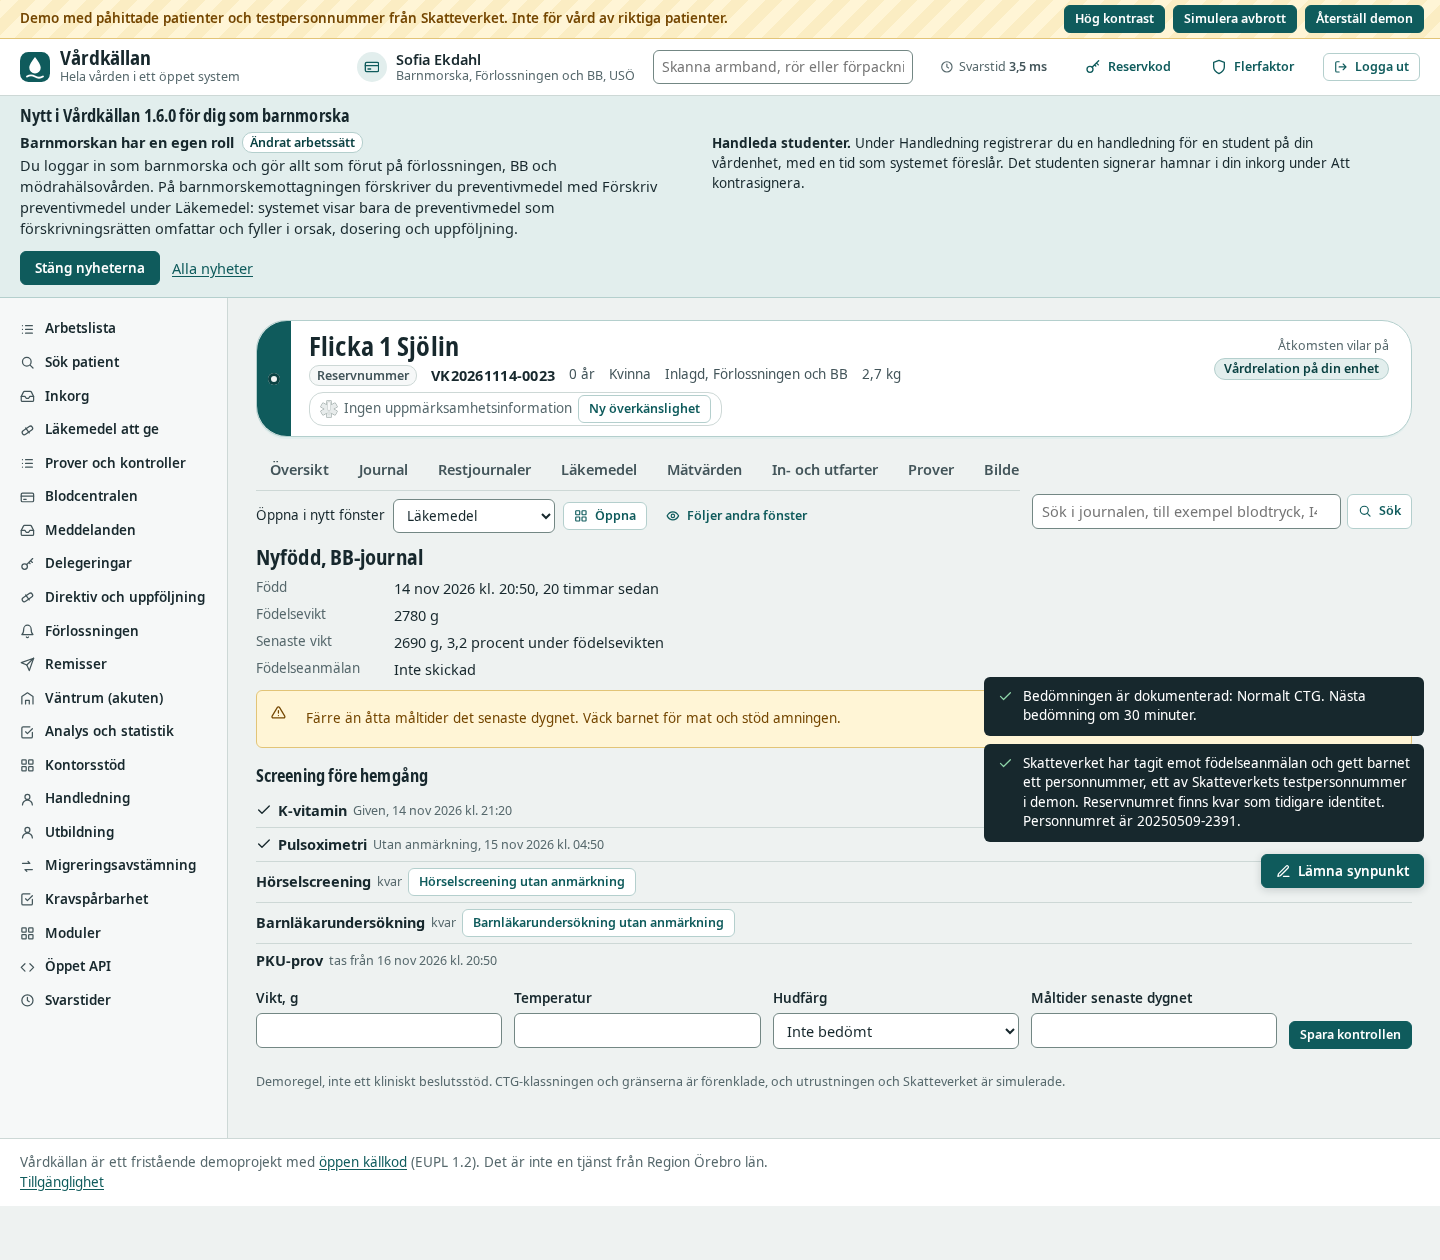 Demo med påhittade patienter och testpersonnummer från Skatteverket. Inte för vård av riktiga patienter.
Hög kontrast
Simulera avbrott
Återställ demon
Vårdkällan
Hela vården i ett öppet system
Sofia Ekdahl
Barnmorska, Förlossningen och BB, USÖ
Skanna armband, rör eller förpackni
Svarstid 3,5 ms
Reservkod
Flerfaktor
Logga ut
Nytt i Vårdkällan 1.6.0 för dig som barnmorska
Barnmorskan har en egen roll
Ändrat arbetssätt
Du loggar in som barnmorska och gör allt som förut på förlossningen, BB och
mödrahälsovården. På barnmorskemottagningen förskriver du preventivmedel med Förskriv
preventivmedel under Läkemedel: systemet visar bara de preventivmedel som
förskrivningsrätten omfattar och fyller i orsak, dosering och uppföljning.
Handleda studenter. Under Handledning registrerar du en handledning för en student på din
vårdenhet, med en tid som systemet föreslår. Det studenten signerar hamnar i din inkorg under Att
kontrasignera.
Stäng nyheterna
Alla nyheter
Arbetslista
Sök patient
Inkorg
Läkemedel att ge
Prover och kontroller
Blodcentralen
Meddelanden
Delegeringar
Direktiv och uppföljning
Förlossningen
Remisser
Väntrum (akuten)
Analys och statistik
Kontorsstöd
Handledning
Utbildning
Migreringsavstämning
Kravspårbarhet
Moduler
Öppet API
Svarstider
Flicka 1 Sjölin
Reservnummer
VK20261114-0023
0 år
Kvinna
Inlagd, Förlossningen och BB
2,7 kg
Ingen uppmärksamhetsinformation
Ny överkänslighet
Åtkomsten vilar på
Vårdrelation på din enhet
Översikt
Journal
Restjournaler
Läkemedel
Mätvärden
In- och utfarter
Prover
Bilde
Öppna i nytt fönster
Läkemedel
Öppna
Följer andra fönster
Sök i journalen, till exempel blodtryck, I4
Sök
Nyfödd, BB-journal
Född
14 nov 2026 kl. 20:50, 20 timmar sedan
Födelsevikt
2780 g
Senaste vikt
2690 g, 3,2 procent under födelsevikten
Födelseanmälan
Inte skickad
Färre än åtta måltider det senaste dygnet. Väck barnet för mat och stöd amningen.
Bedömningen är dokumenterad: Normalt CTG. Nästa
bedömning om 30 minuter.
Skatteverket har tagit emot födelseanmälan och gett barnet
ett personnummer, ett av Skatteverkets testpersonnummer
i demon. Reservnumret finns kvar som tidigare identitet.
Personnumret är 20250509-2391.
Screening före hemgång
K-vitamin Given, 14 nov 2026 kl. 21:20
Pulsoximetri Utan anmärkning, 15 nov 2026 kl. 04:50
Hörselscreening kvar
Hörselscreening utan anmärkning
Lämna synpunkt
Barnläkarundersökning kvar
Barnläkarundersökning utan anmärkning
PKU-prov tas från 16 nov 2026 kl. 20:50
Vikt, g
Temperatur
Hudfärg
Måltider senaste dygnet
Inte bedömt
Spara kontrollen
Demoregel, inte ett kliniskt beslutsstöd. CTG-klassningen och gränserna är förenklade, och utrustningen och Skatteverket är simulerade.
Vårdkällan är ett fristående demoprojekt med öppen källkod (EUPL 1.2). Det är inte en tjänst från Region Örebro län.
Tillgänglighet